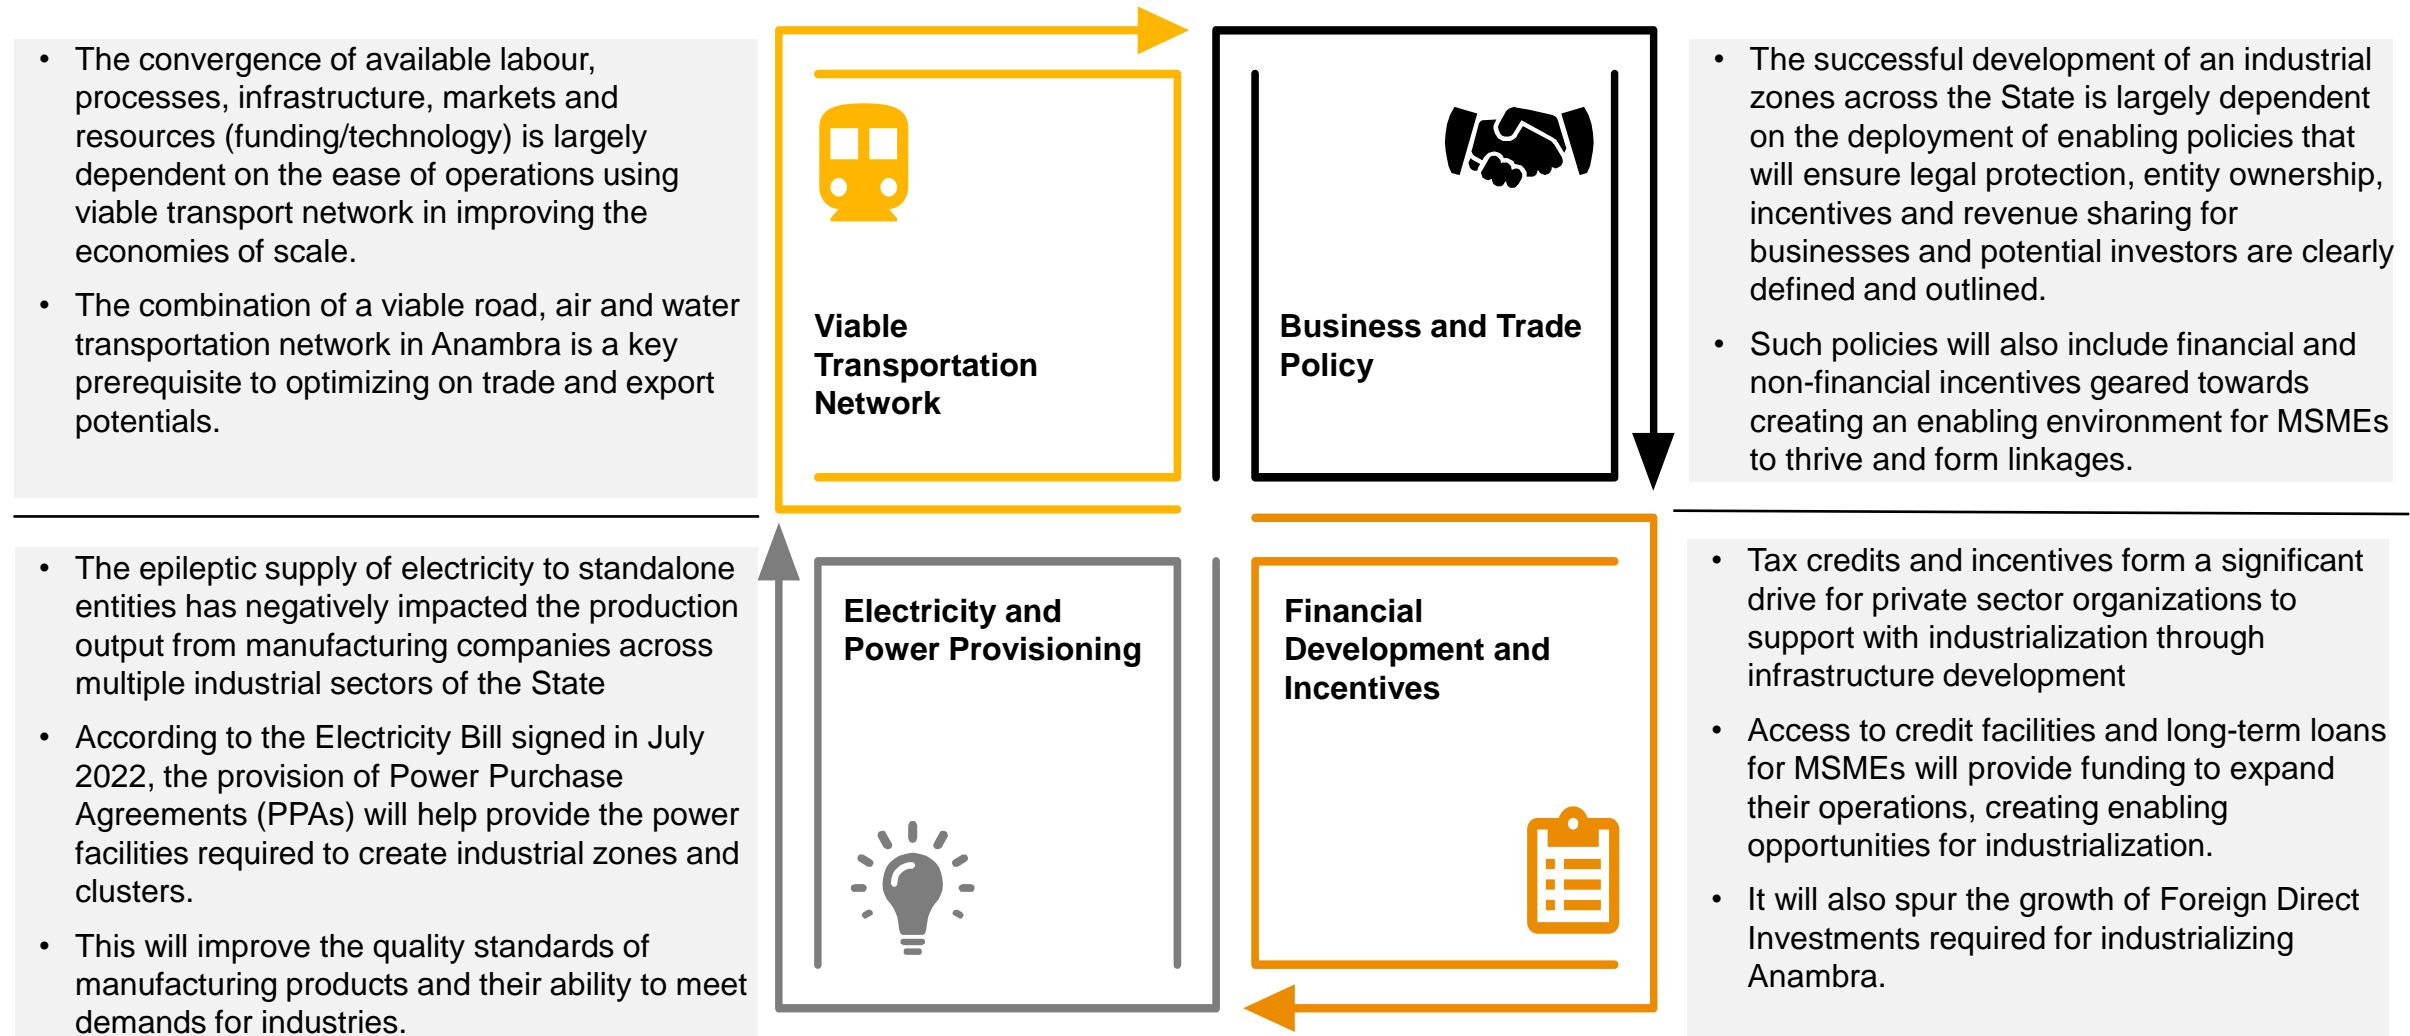 • The convergence of available labour,
processes, infrastructure, markets and
resources (funding/technology) is largely
dependent on the ease of operations using
viable transport network in improving the
economies of scale.
• The combination of a viable road, air and water
transportation network in Anambra is a key
prerequisite to optimizing on trade and export
potentials.
Viable
Transportation
Network
Business and Trade
Policy
• The successful development of an industrial
zones across the State is largely dependent
on the deployment of enabling policies that
will ensure legal protection, entity ownership,
incentives and revenue sharing for
businesses and potential investors are clearly
defined and outlined.
• Such policies will also include financial and
non-financial incentives geared towards
creating an enabling environment for MSMEs
to thrive and form linkages.
• The epileptic supply of electricity to standalone
entities has negatively impacted the production
output from manufacturing companies across
multiple industrial sectors of the State
• According to the Electricity Bill signed in July
2022, the provision of Power Purchase
Agreements (PPAs) will help provide the power
facilities required to create industrial zones and
clusters.
• This will improve the quality standards of
manufacturing products and their ability to meet
demands for industries.
Electricity and
Power Provisioning
Financial
Development and
Incentives
• Tax credits and incentives form a significant
drive for private sector organizations to
support with industrialization through
infrastructure development
• Access to credit facilities and long-term loans
for MSMEs will provide funding to expand
their operations, creating enabling
opportunities for industrialization.
• It will also spur the growth of Foreign Direct
Investments required for industrializing
Anambra.